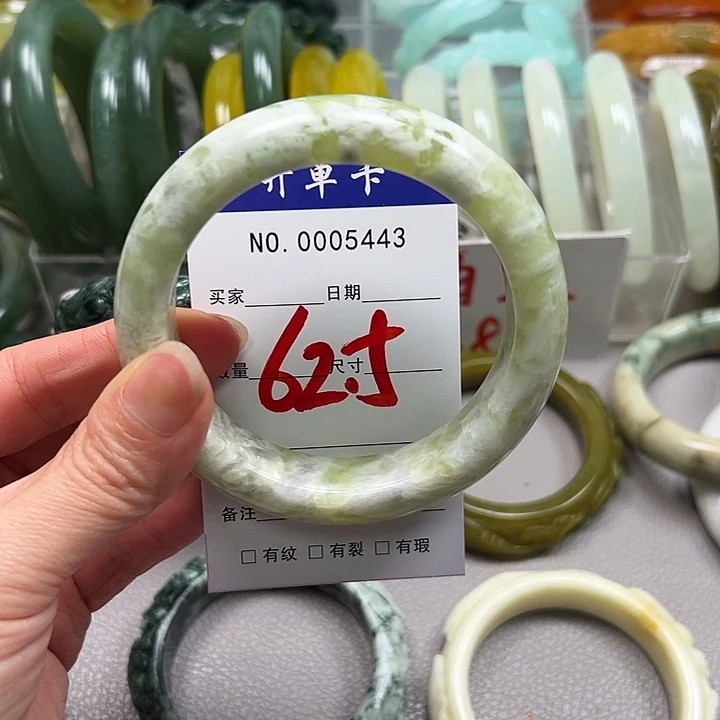 开单卡
NO. 0005443
买家 日期
数量 尺寸
62.5
备注
□有纹 □有裂 □有瑕